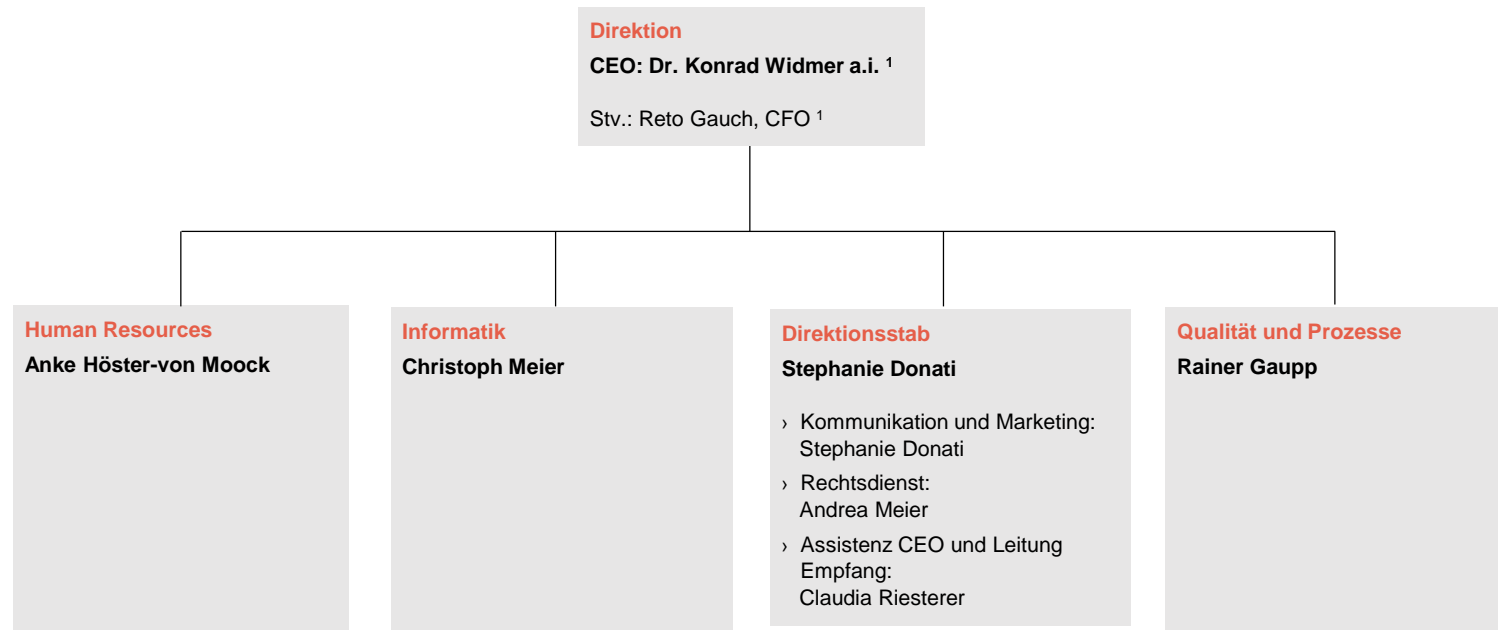 Direktion
CEO: Dr. Konrad Widmer a.i. ¹
Stv.: Reto Gauch, CFO ¹
Human Resources
Anke Höster-von Moock
Informatik
Christoph Meier
Direktionsstab
Stephanie Donati
› Kommunikation und Marketing:
Stephanie Donati
› Rechtsdienst:
Andrea Meier
› Assistenz CEO und Leitung
Empfang:
Claudia Riesterer
Qualität und Prozesse
Rainer Gaupp